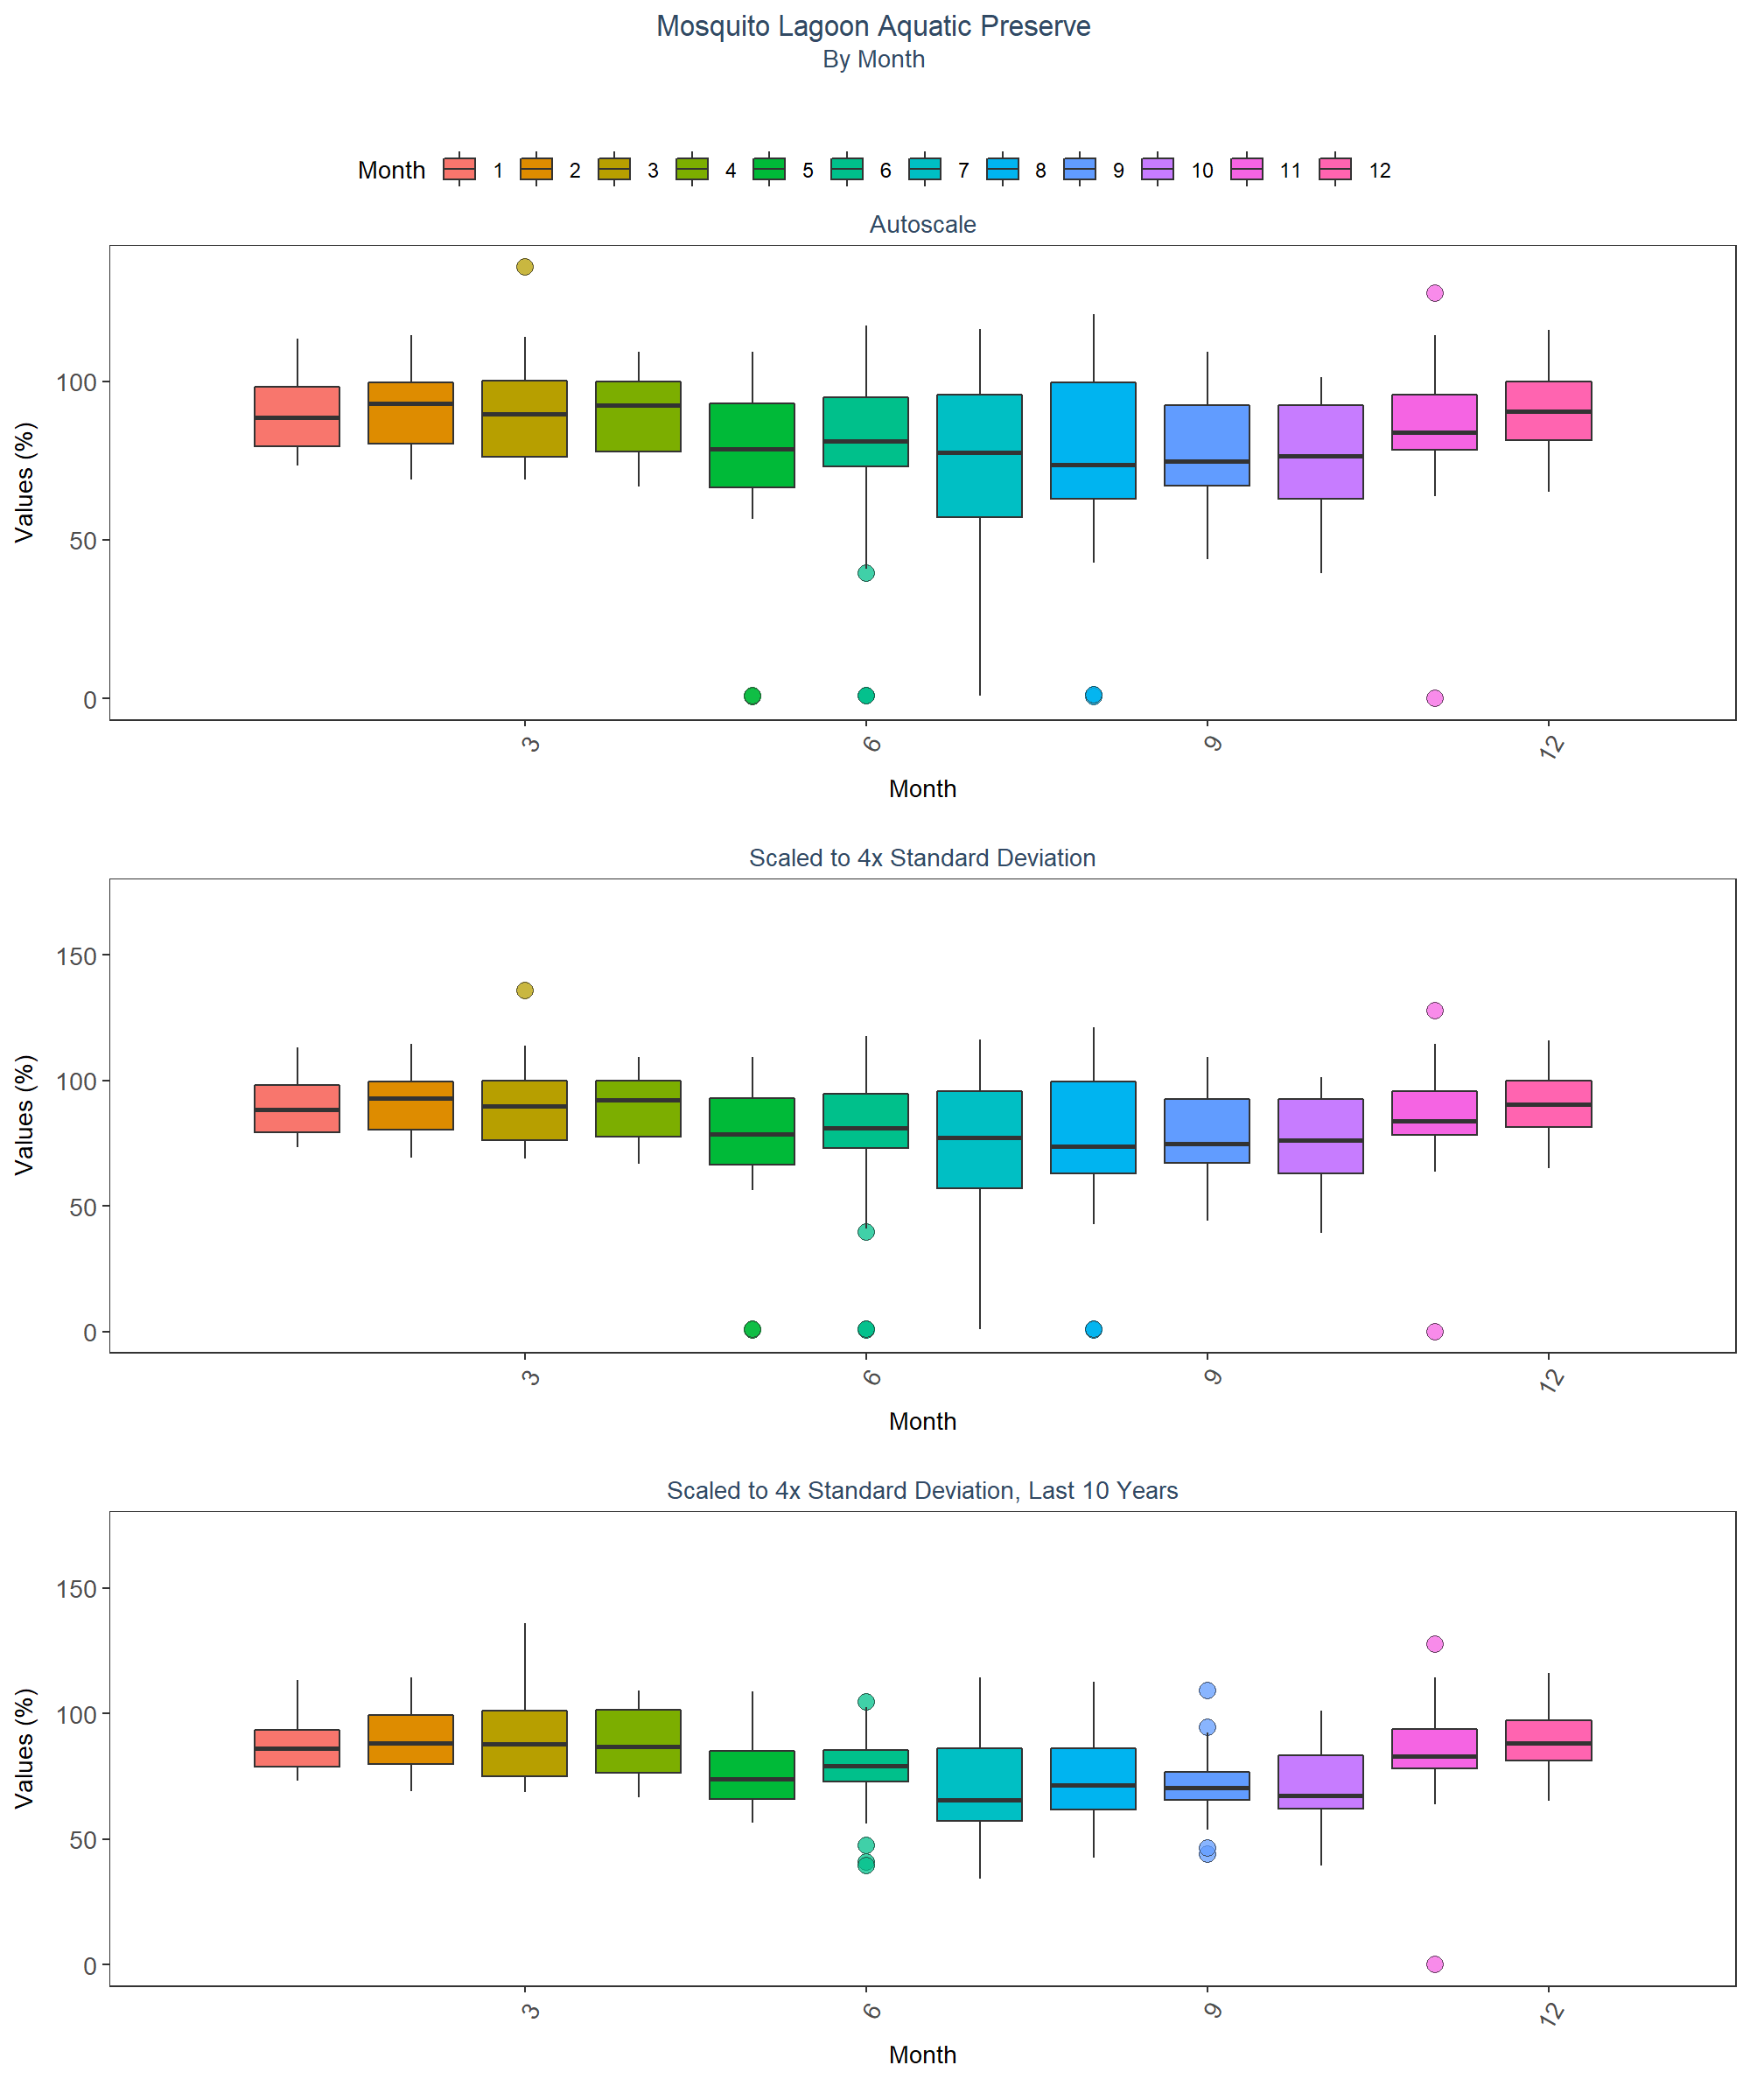 Mosquito Lagoon Aquatic Preserve
By Month
Month 1 2 3 4 5 6 7 8 9 10 11 12
Autoscale
Values (%)
100
50
0
3 6 9 12
Month
Scaled to 4x Standard Deviation
Values (%)
150
100
50
0
3 6 9 12
Month
Scaled to 4x Standard Deviation, Last 10 Years
Values (%)
150
100
50
0
3 6 9 12
Month